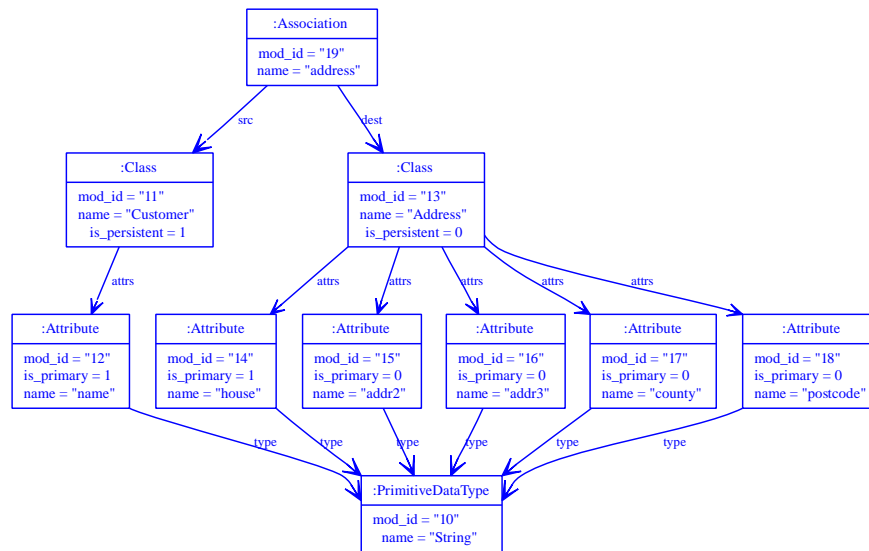 :Association
mod_id = "19"
name = "address"
src
dest
:Class
mod_id = "11"
name = "Customer"
is_persistent = 1
:Class
mod_id = "13"
name = "Address"
is_persistent = 0
attrs
attrs
attrs
attrs
attrs
attrs
:Attribute
mod_id = "12"
is_primary = 1
name = "name"
:Attribute
mod_id = "14"
is_primary = 1
name = "house"
:Attribute
mod_id = "15"
is_primary = 0
name = "addr2"
:Attribute
mod_id = "16"
is_primary = 0
name = "addr3"
:Attribute
mod_id = "17"
is_primary = 0
name = "county"
:Attribute
mod_id = "18"
is_primary = 0
name = "postcode"
type
type
type
type
type
type
:PrimitiveDataType
mod_id = "10"
name = "String"